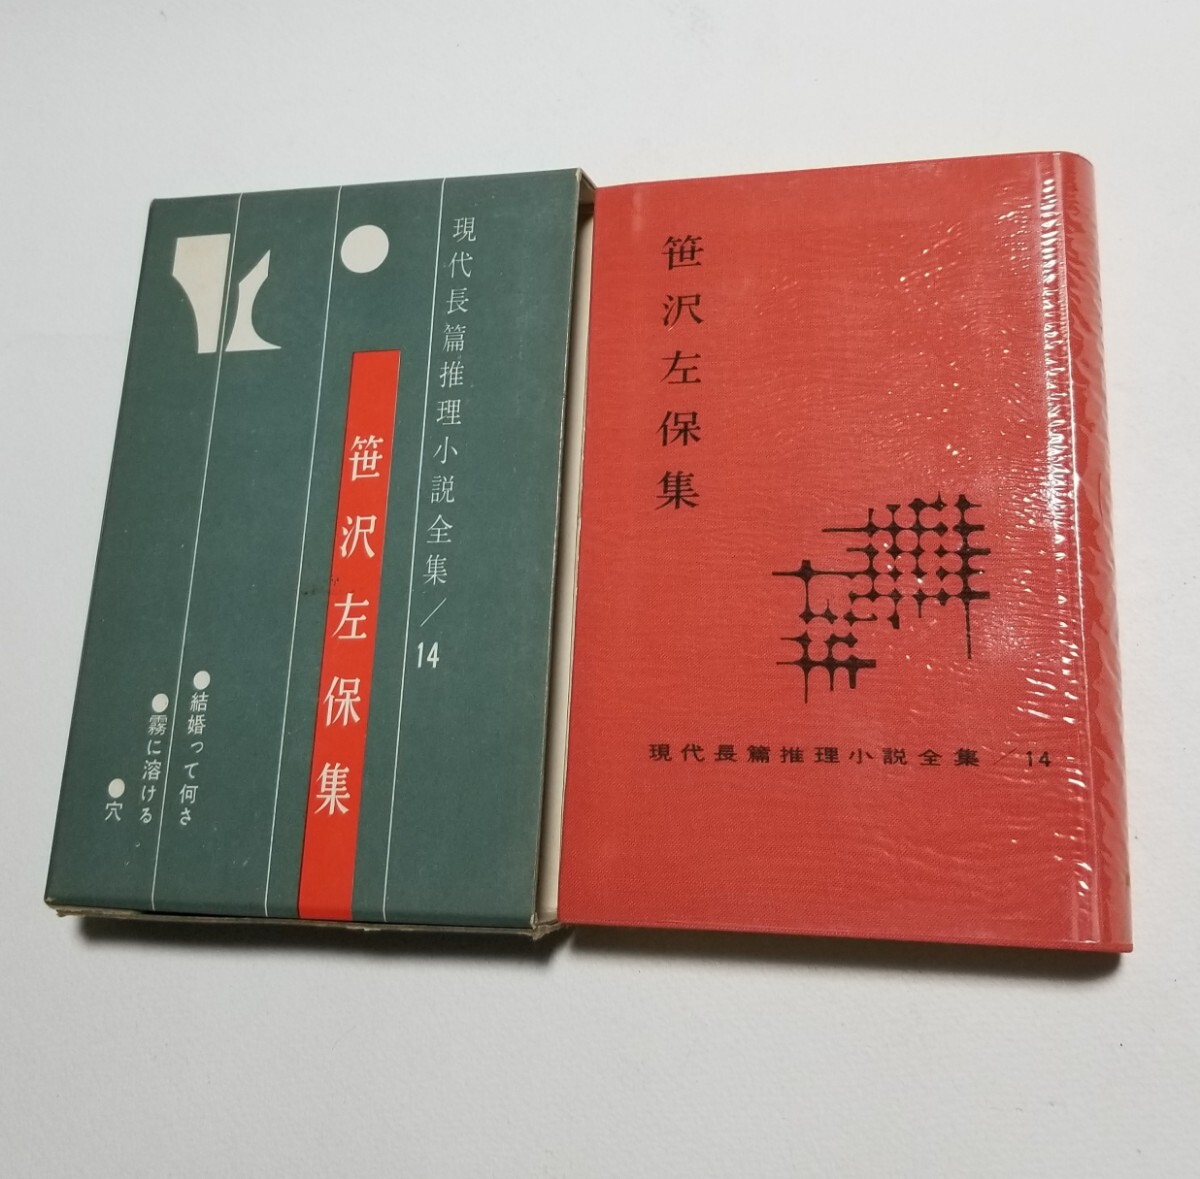 現代長篇推理小説全集/14
笹沢左保集
●結婚って何さ
●霧に溶ける
●穴
笹沢左保集
現代長篇推理小説全集/14